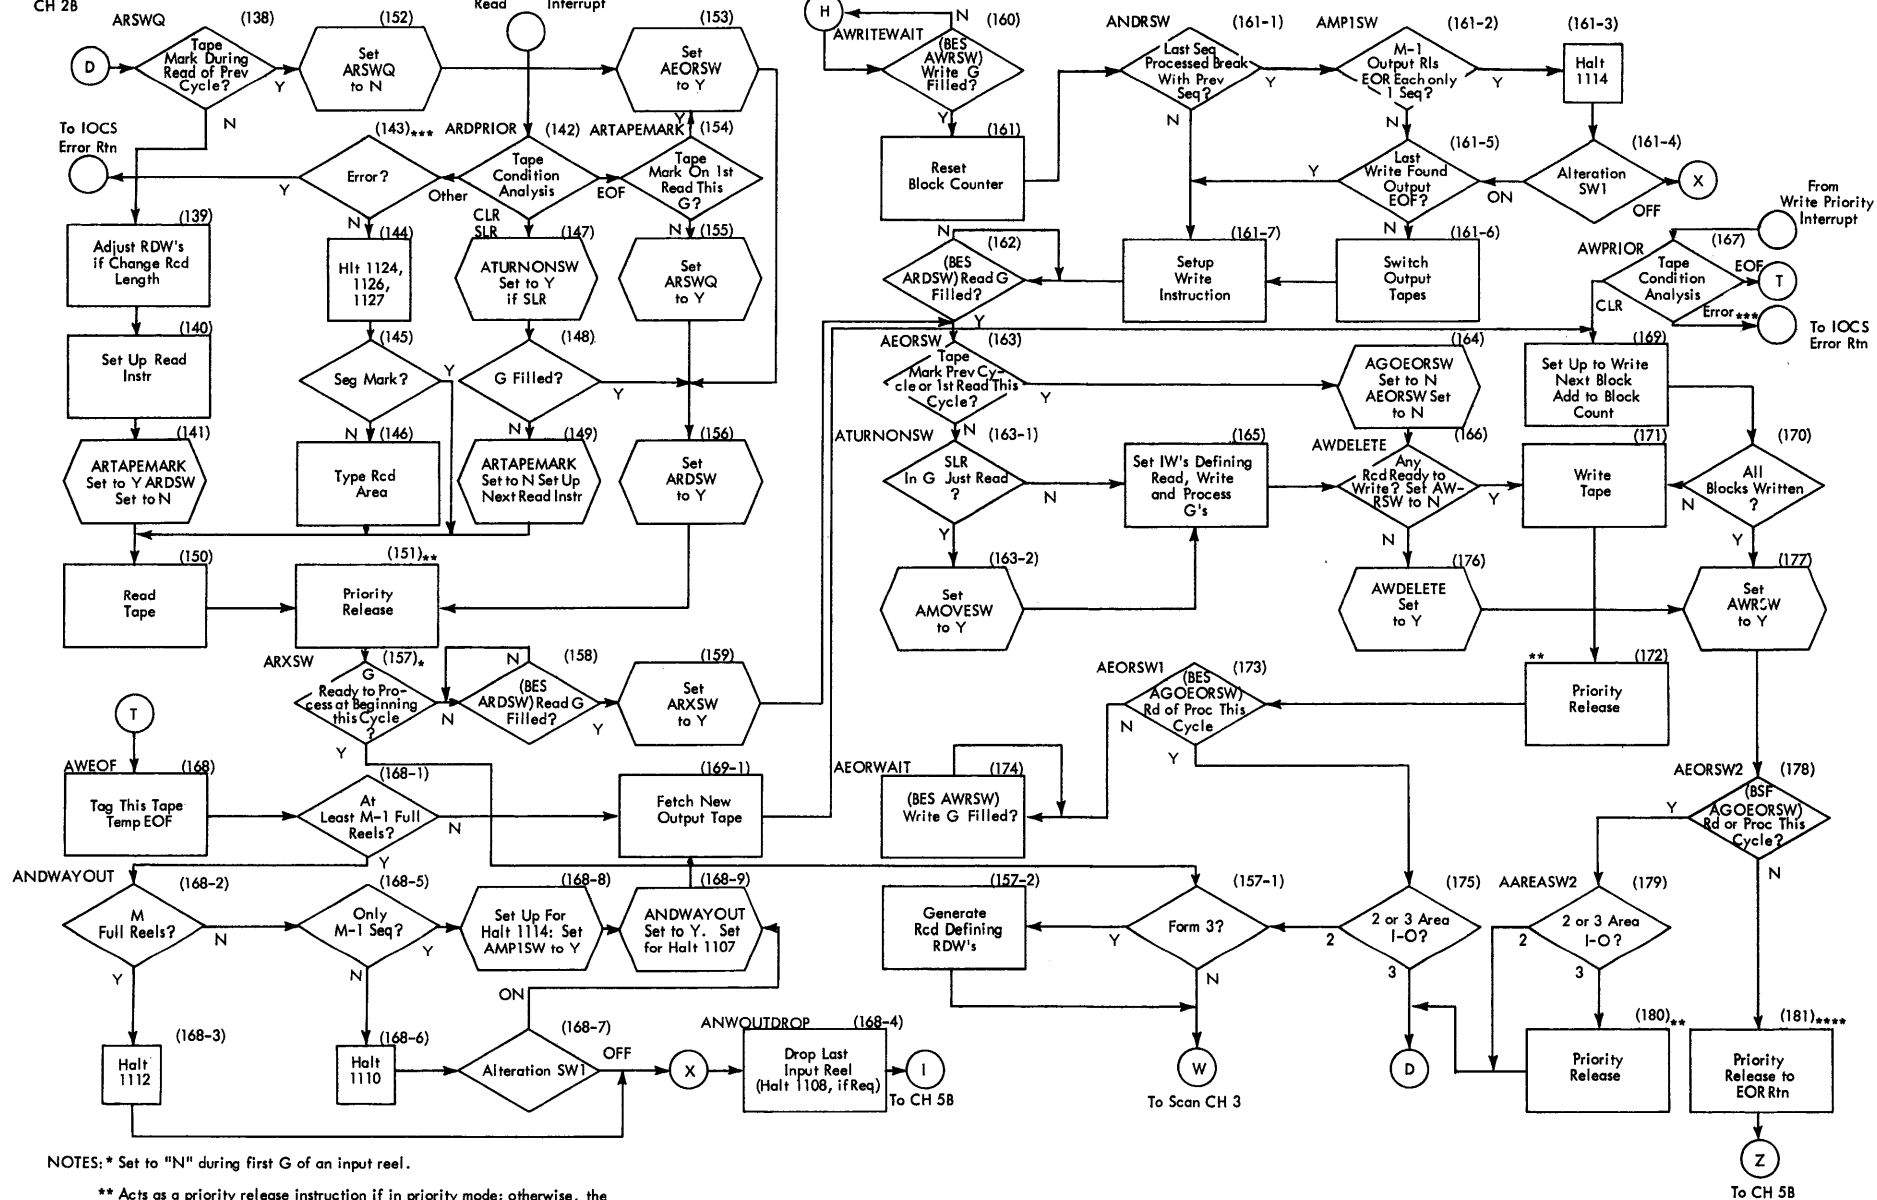 CH 2B
ARSWQ
(138)
D
Tape
Mark During
Read of Prev
Cycle?
Y
N
(152)
Set
ARSWQ
to N
Read
Interrupt
(153)
Set
AEORSW
to Y
To IOCS
Error Rtn
(143)***
Error?
Y
N
ARDPRIOR
(142)
Tape
Condition
Analysis
Other
EOF
CLR
SLR
ARTAPEMARK
(154)
Y
Tape
Mark On 1st
Read This
G?
N
(139)
Adjust RDW's
if Change Rcd
Length
(144)
Hlt 1124,
1126,
1127
(147)
ATURNONSW
Set to Y
if SLR
(155)
Set
ARSWQ
to Y
(140)
Set Up Read
Instr
(145)
Seg Mark?
Y
N
(148)
G Filled?
Y
N
(141)
ARTAPEMARK
Set to Y ARDSW
Set to N
(146)
Type Rcd
Area
(149)
ARTAPEMARK
Set to N Set Up
Next Read Instr
(156)
Set
ARDSW
to Y
(150)
Read
Tape
(151)**
Priority
Release
ARXSW
(157)*
G
Ready to Pro-
cess at Beginning
this Cycle
?
N
Y
(158)
N
(BES
ARDSW) Read G
Filled?
Y
(159)
Set
ARXSW
to Y
T
AWEOF
(168)
Tag This Tape
Temp EOF
(168-1)
At
Least M-1 Full
Reels?
N
Y
(169-1)
Fetch New
Output Tape
ANDWAYOUT
(168-2)
M
Full Reels?
N
Y
(168-5)
Only
M-1 Seq?
Y
N
(168-8)
Set Up For
Halt 1114: Set
AMP1SW to Y
(168-9)
ANDWAYOUT
Set to Y. Set
for Halt 1107
(168-3)
Halt
1112
(168-6)
Halt
1110
ON
(168-7)
Alteration SW1
OFF
X
ANWOUTDROP
(168-4)
Drop Last
Input Reel
(Halt 1108, if Req)
I
To CH 5B
H
N
(160)
AWRITEWAIT
(BES
AWRSW)
Write G
Filled?
Y
(161)
Reset
Block Counter
ANDRSW
(161-1)
Last Seq
Processed Break
With Prev
Seq?
Y
N
AMP1SW
(161-2)
M-1
Output Rls
EOR Each only
1 Seq?
Y
N
(161-3)
Halt
1114
(161-5)
Last
Write Found
Output
EOF?
Y
N
(161-4)
Alteration
SW1
ON
OFF
X
From
Write Priority
Interrupt
N
(162)
(BES
ARDSW) Read G
Filled?
Y
(161-7)
Setup
Write
Instruction
(161-6)
Switch
Output
Tapes
AWPRIOR
(167)
Tape
Condition
Analysis
EOF
T
CLR
Error***
To IOCS
Error Rtn
AEORSW
(163)
Tape
Mark Prev Cy-
cle or 1st Read This
Cycle?
Y
N
(164)
AGOEORSW
Set to N
AEORSW Set
to N
(169)
Set Up to Write
Next Block
Add to Block
Count
ATURNONSW
(163-1)
SLR
In G Just Read
?
N
Y
(165)
Set IW's Defining
Read, Write
and Process
G's
AWDELETE
(166)
Any
Rcd Ready to
Write? Set AW-
RSW to N
Y
N
(171)
Write
Tape
(170)
All
Blocks Written
?
N
Y
(163-2)
Set
AMOVESW
to Y
(176)
AWDELETE
Set
to Y
(177)
Set
AWRSW
to Y
AEORSW1
(173)
(BES
AGOEORSW)
Rd of Proc This
Cycle
N
Y
**
(172)
Priority
Release
AEORWAIT
(174)
(BES AWRSW)
Write G Filled?
AEORSW2
(178)
(BSF
AGOEORSW)
Rd or Proc This
Cycle?
Y
N
(157-2)
Generate
Rcd Defining
RDW's
(157-1)
Form 3?
Y
N
(175)
2 or 3 Area
I-O?
2
3
AAREASW2
(179)
2 or 3 Area
I-O?
2
3
W
To Scan CH 3
D
(180)**
Priority
Release
(181)****
Priority
Release to
EOR Rtn
Z
To CH 5B
NOTES: * Set to "N" during first G of an input reel.
** Acts as a priority release instruction if in priority mode; otherwise, the